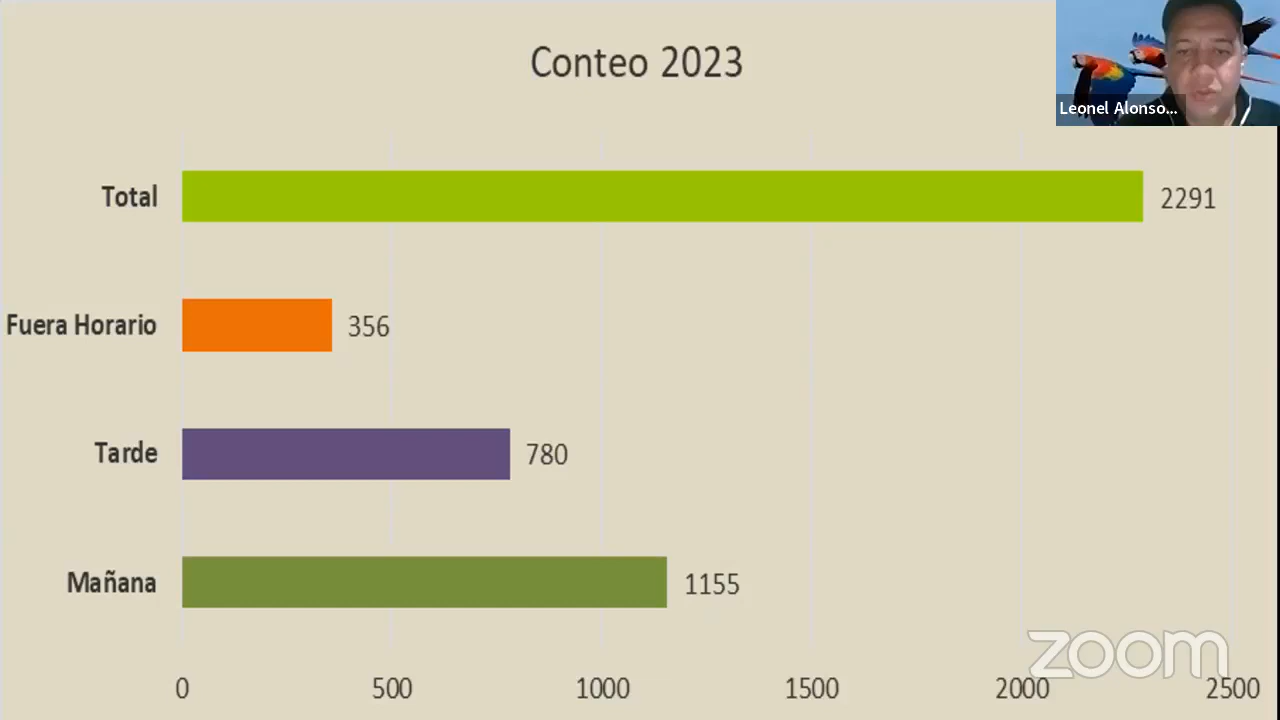 Conteo 2023
Leonel Alonso...
Total
2291
Fuera Horario
356
Tarde
780
Mañana
1155
zoom
0 500 1000 1500 2000 2500